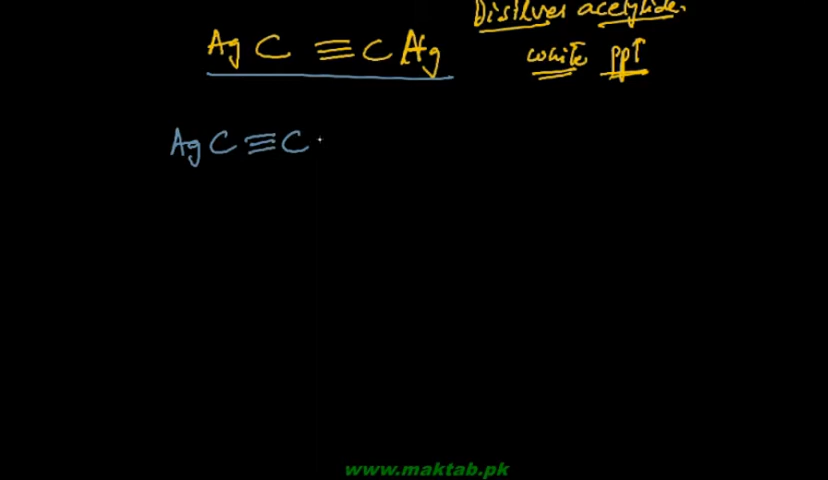 Disilver acetylide.
AgC ≡ CAg
white ppt
AgC ≡ C
www.maktab.pk